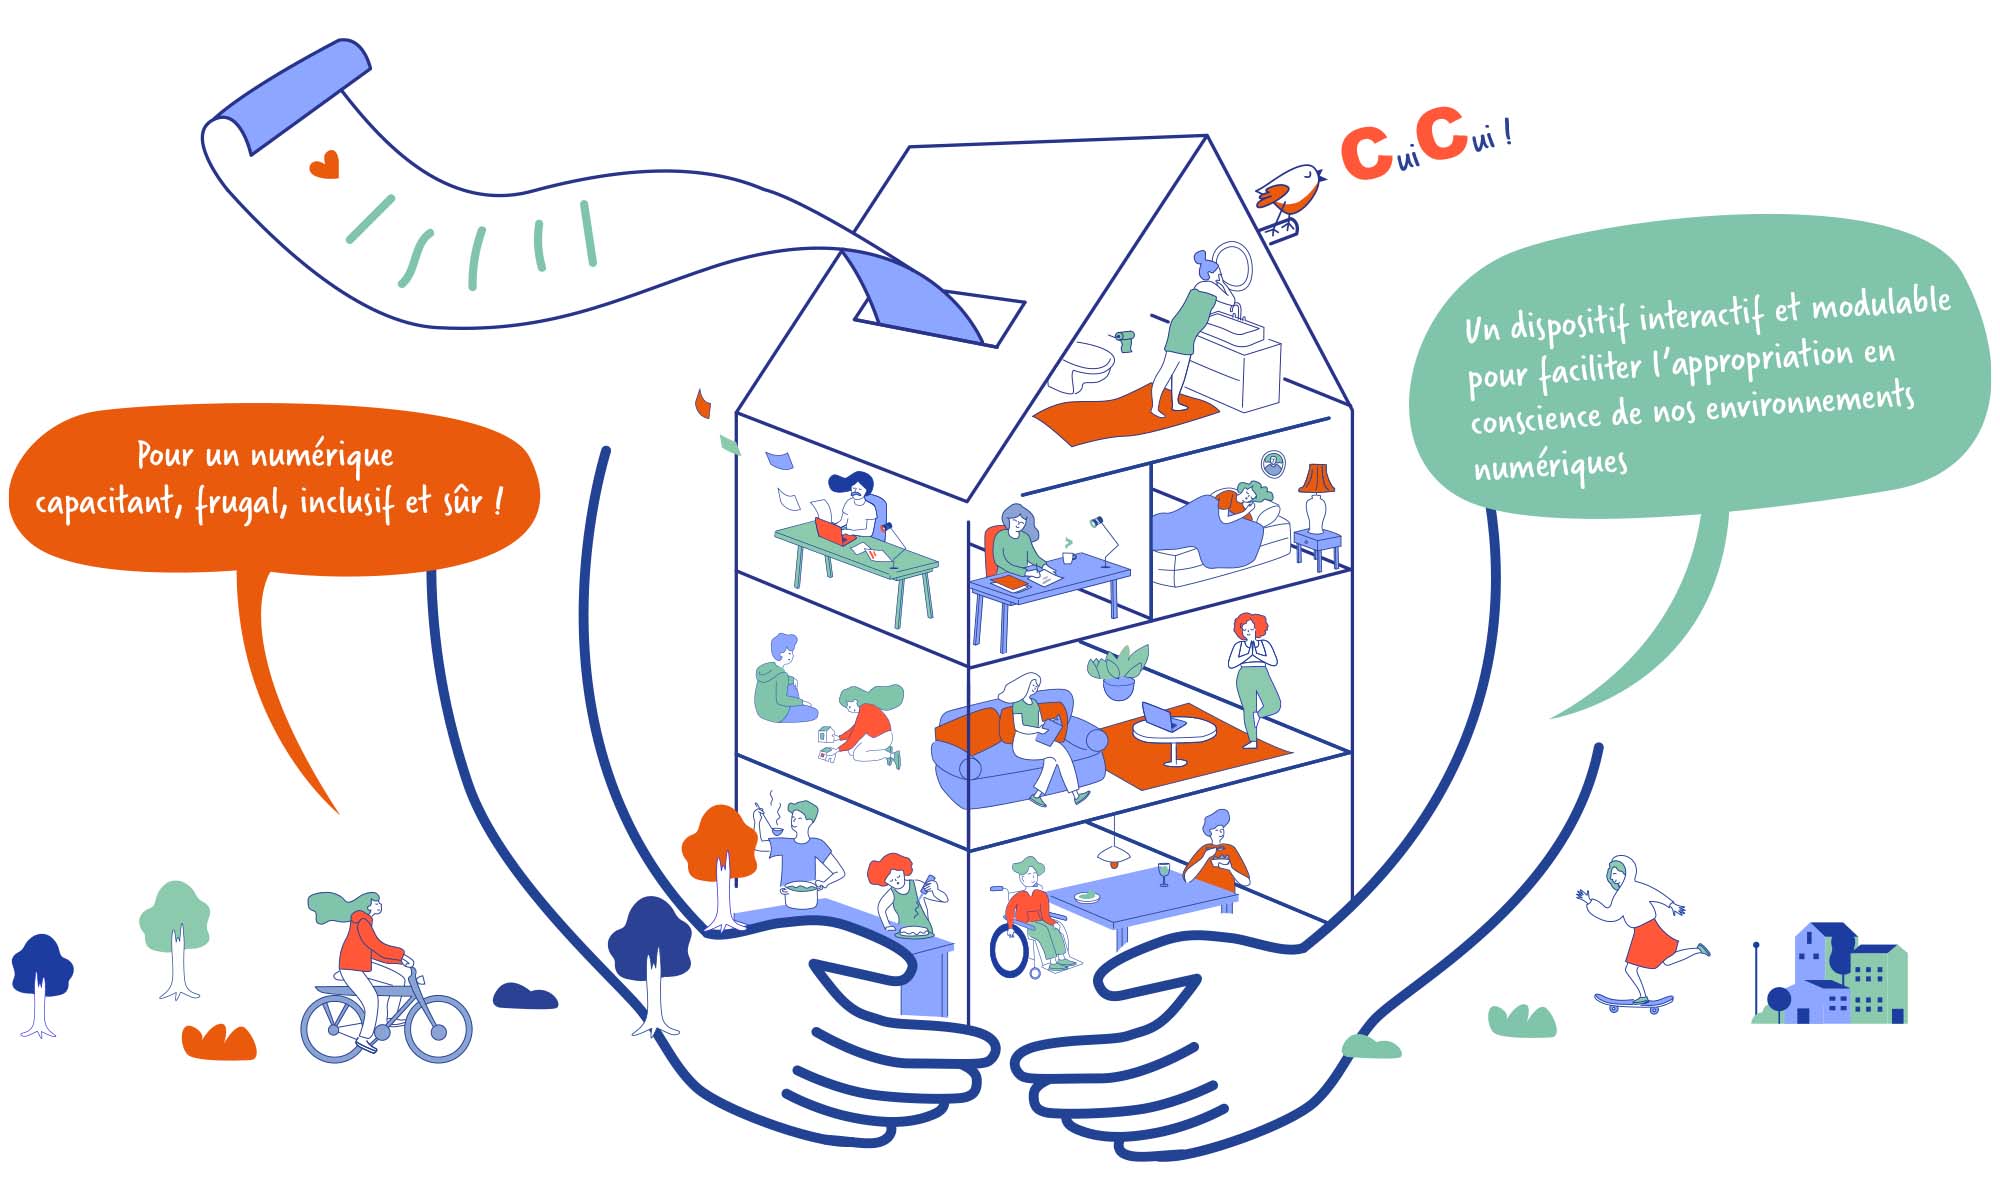 CuiCui !
Un dispositif interactif et modulable
pour faciliter l'appropriation en
conscience de nos environnements
numériques
Pour un numérique
capacitant, frugal, inclusif et sûr !